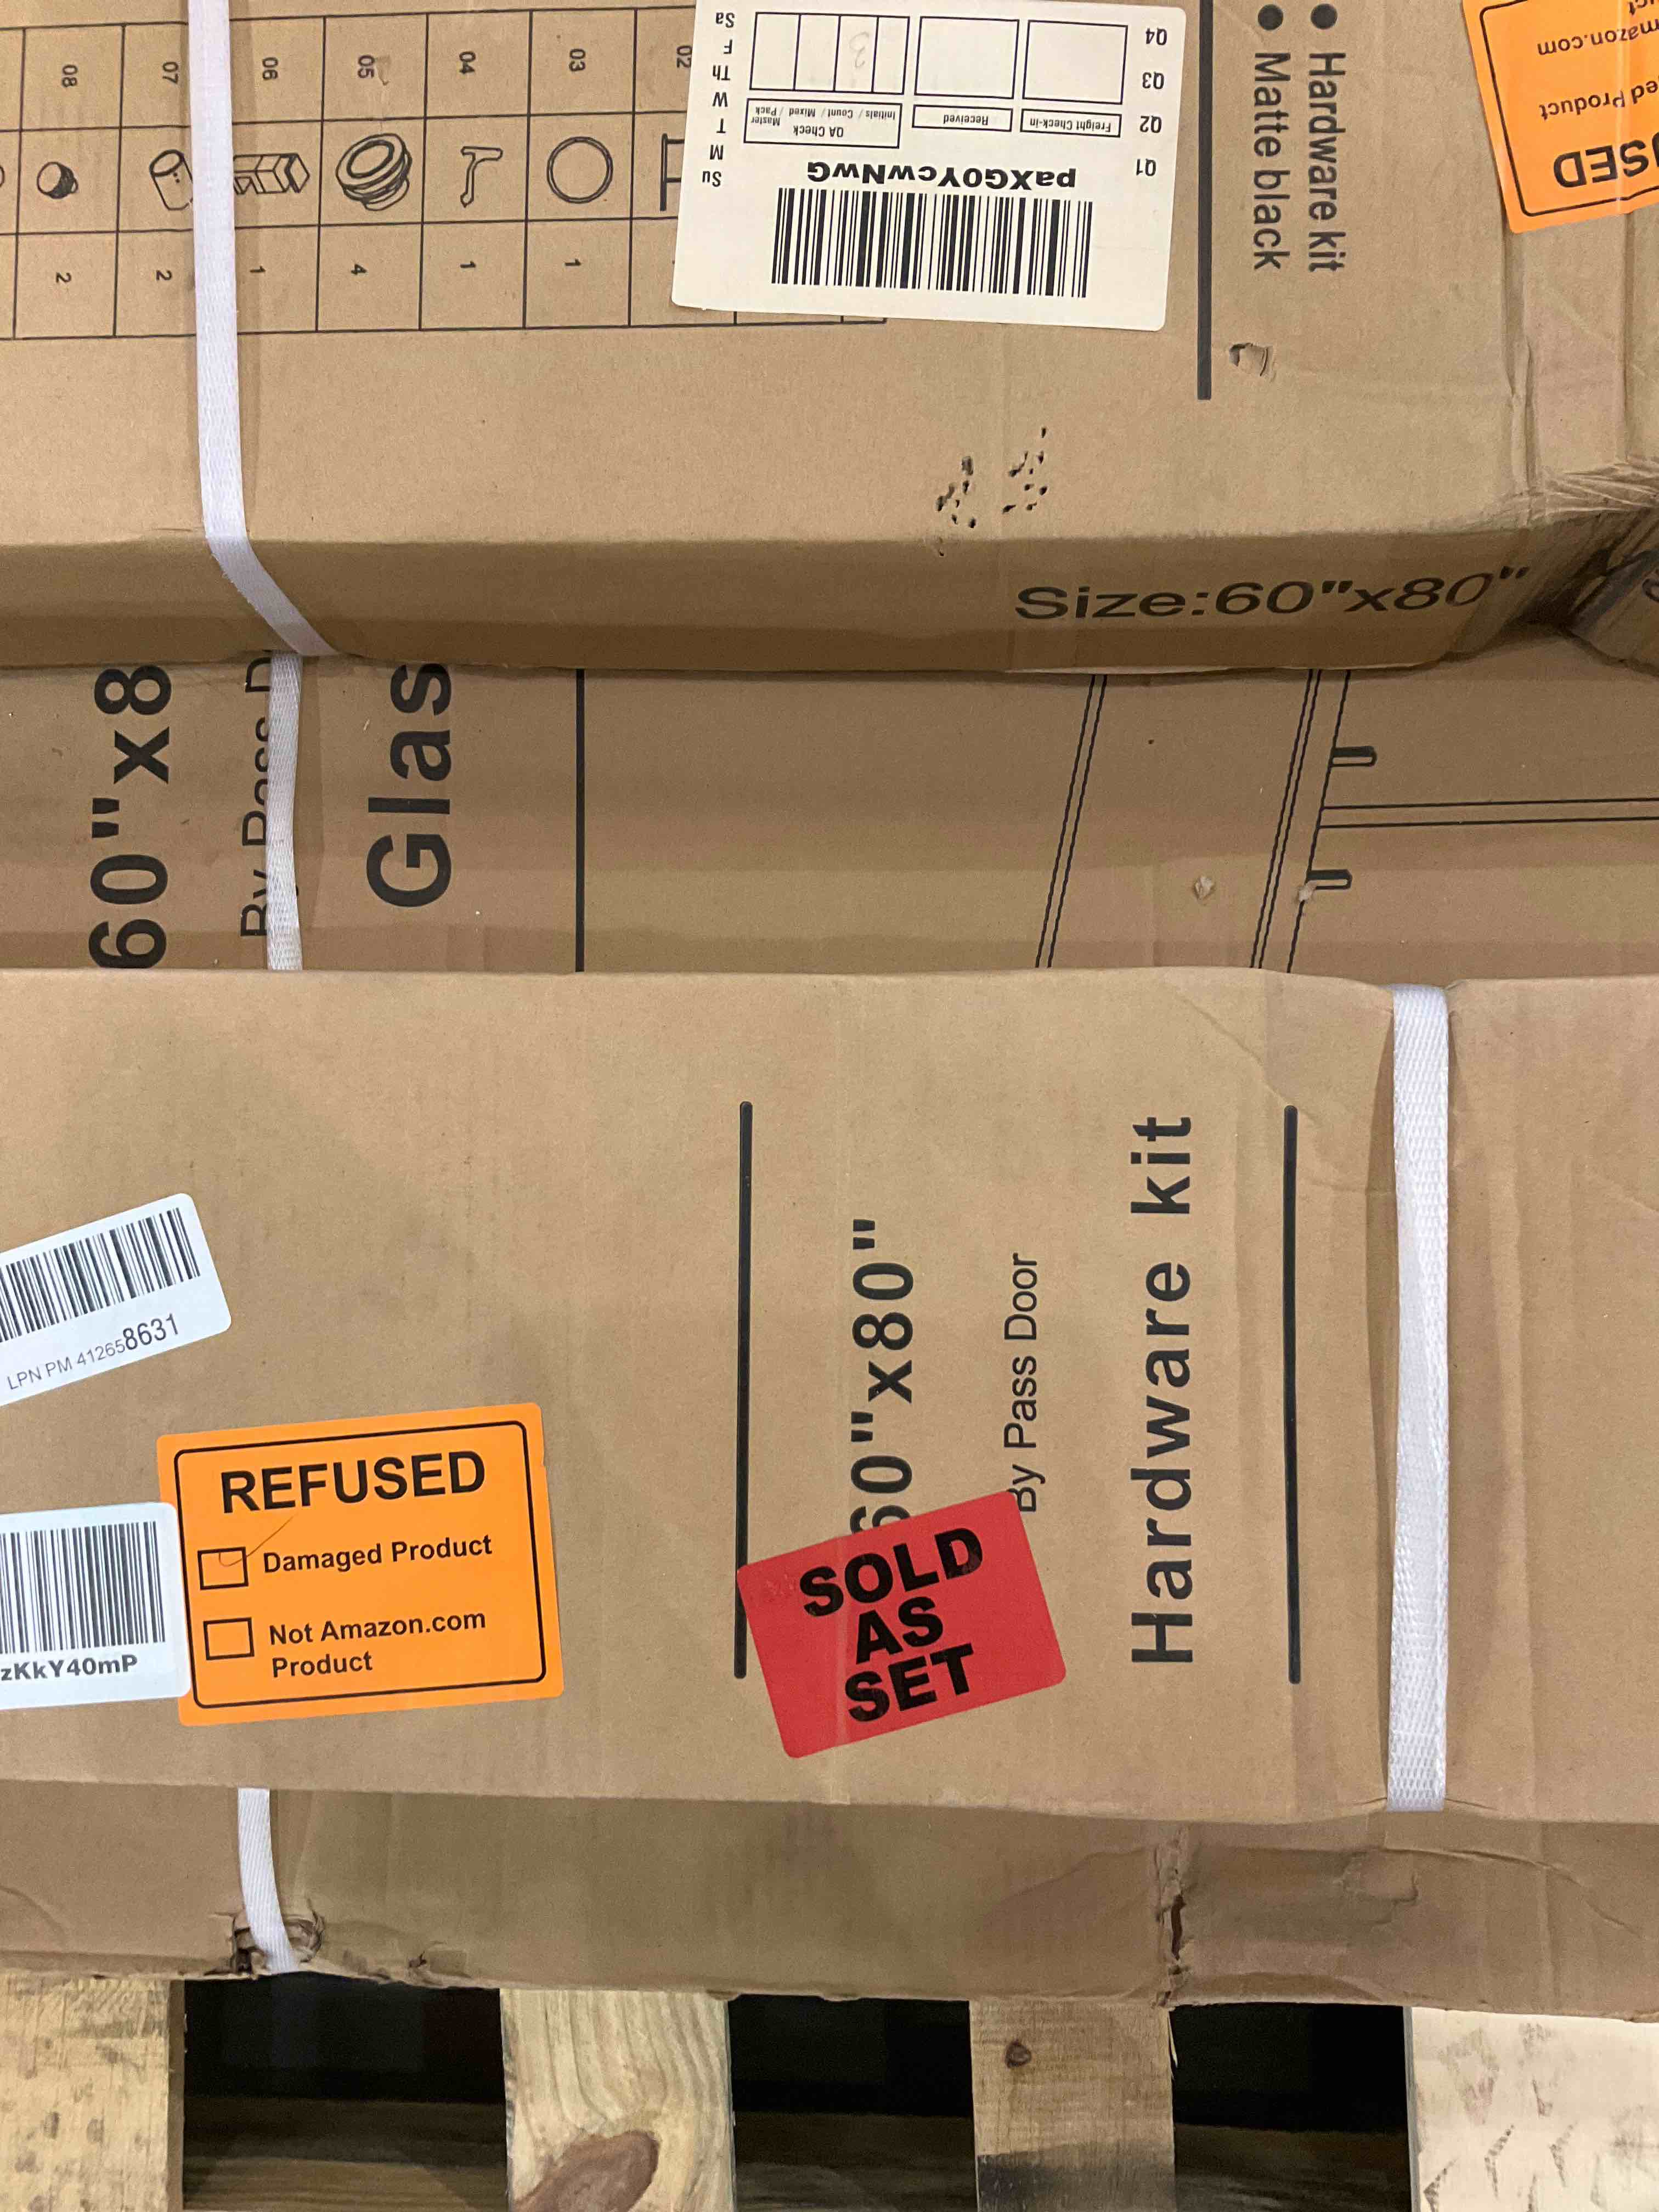 08
07
06
05
04
03
02
2
2
1
4
1
1
Su
M
T
W
Th
F
Sa
paXG0YcwNwG
QA Check
Initials / Count / Mixed / Master Pack
Received
Freight Check-in
Q1
Q2
Q3
Q4
● Hardware kit
● Matte black
Size:60"x80"
60"x8
By Pass D
Glas
LPN PM 412658631
zKkY40mP
REFUSED
Damaged Product
Not Amazon.com
Product
60"x80"
By Pass Door
Hardware kit
SOLD
AS
SET